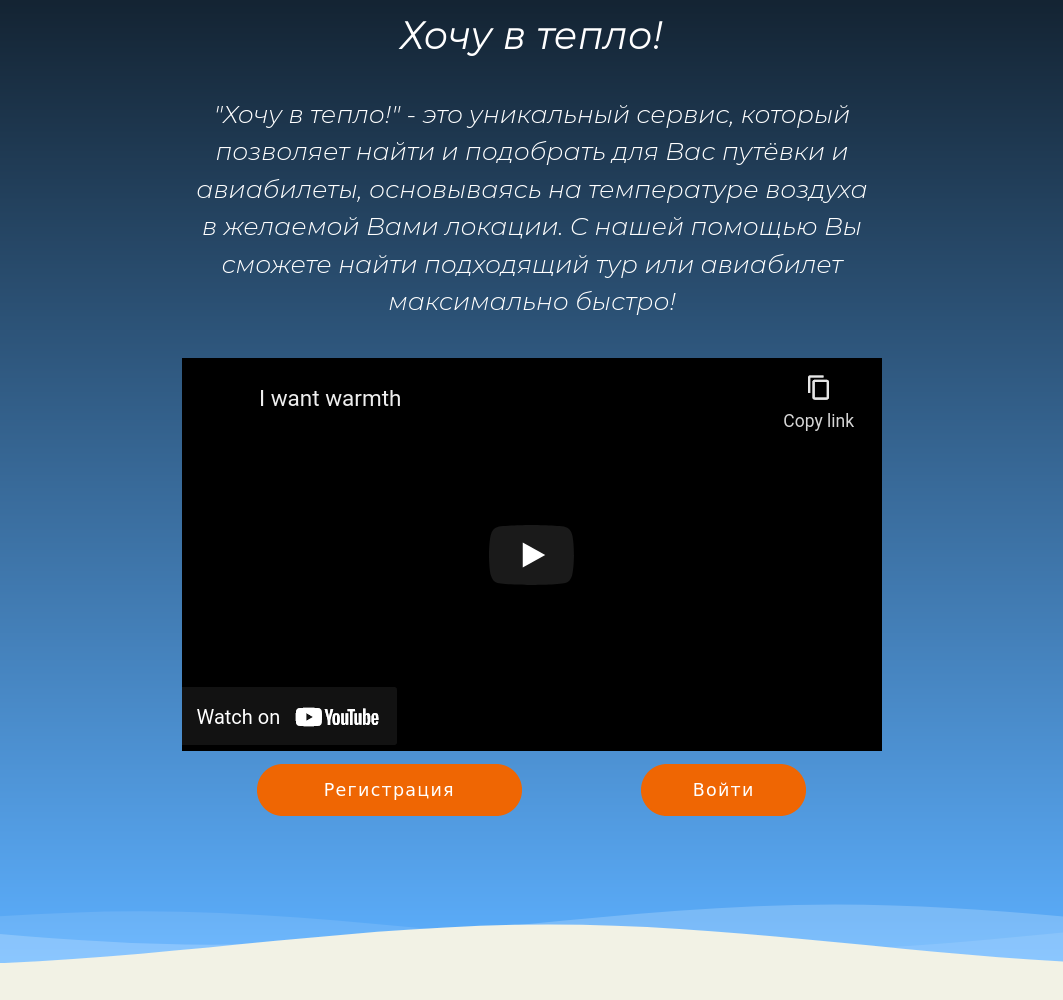 Хочу в тепло!
"Хочу в тепло!" - это уникальный сервис, который
позволяет найти и подобрать для Вас путёвки и
авиабилеты, основываясь на температуре воздуха
в желаемой Вами локации. С нашей помощью Вы
сможете найти подходящий тур или авиабилет
максимально быстро!
I want warmth
Copy link
Watch on YouTube
Регистрация
Войти